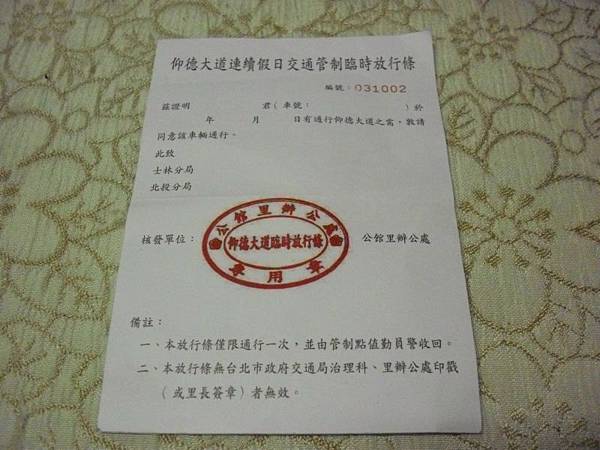 仰德大道連續假日交通管制臨時放行條
編號：031002
茲證明　　　　君（車號：　　　　　　）於
年　　月　　日有通行仰德大道之需，敦請
同意該車輛通行。
此致
士林分局
北投分局
核發單位：
公館里辦公處
仰德大道臨時放行條
專用章
公館里辦公處
備註：
一、本放行條僅限通行一次，並由管制點值勤員警收回。
二、本放行條無台北市政府交通局治理科、里辦公處印戳
（或里長簽章）者無效。